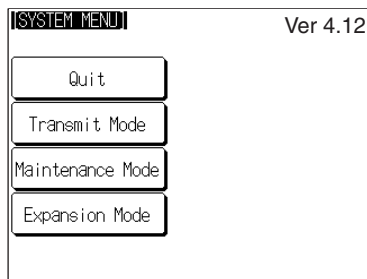 [SYSTEM MENU]
Ver 4.12
Quit
Transmit Mode
Maintenance Mode
Expansion Mode